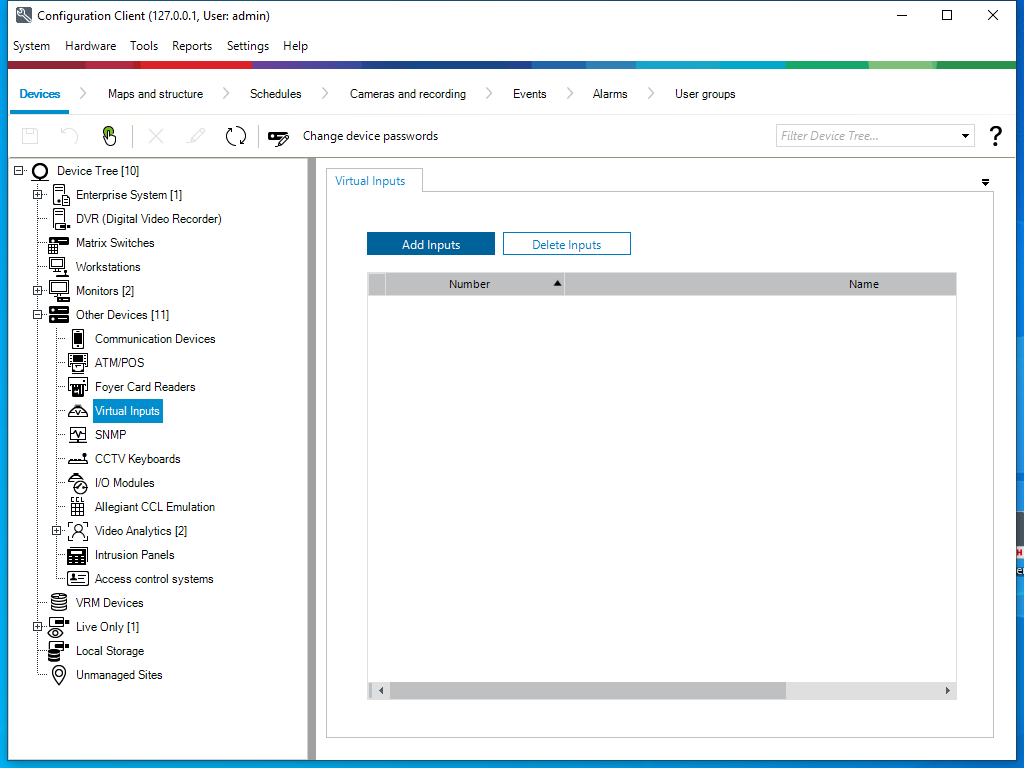 Configuration Client (127.0.0.1, User: admin)
System Hardware Tools Reports Settings Help
Devices Maps and structure Schedules Cameras and recording Events Alarms User groups
Change device passwords Filter Device Tree... ?
Device Tree [10]
Enterprise System [1]
DVR (Digital Video Recorder)
Matrix Switches
Workstations
Monitors [2]
Other Devices [11]
Communication Devices
ATM/POS
Foyer Card Readers
Virtual Inputs
SNMP
CCTV Keyboards
I/O Modules
CCL
Allegiant CCL Emulation
Video Analytics [2]
Intrusion Panels
Access control systems
VRM Devices
Live Only [1]
Local Storage
Unmanaged Sites
Virtual Inputs
Add Inputs Delete Inputs
Number Name